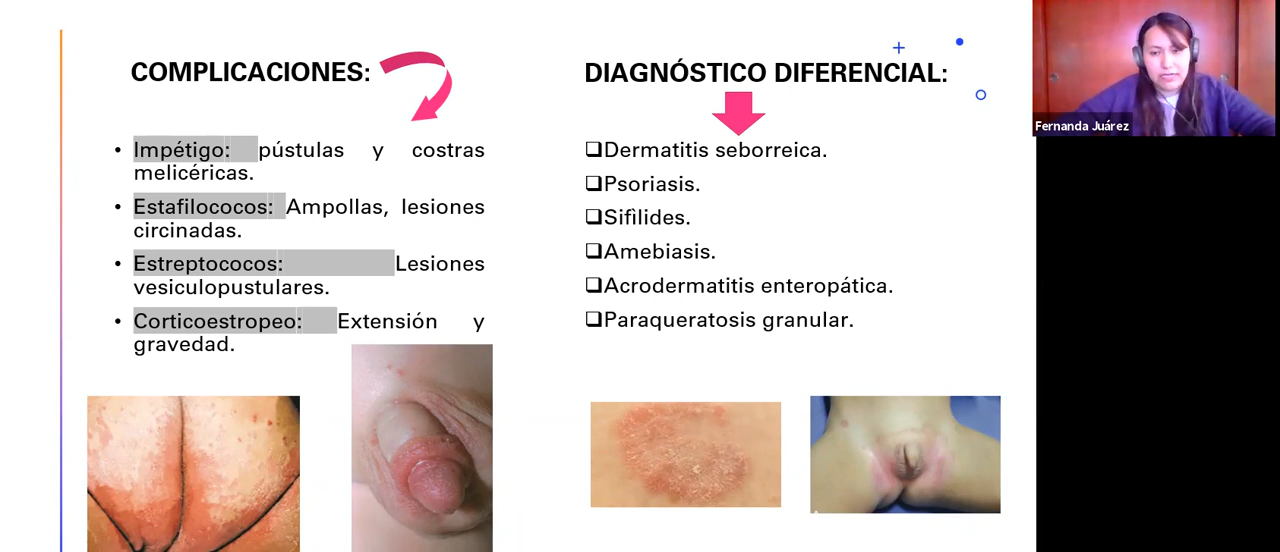 COMPLICACIONES:
• Impétigo: pústulas y costras
melicéricas.
• Estafilococos: Ampollas, lesiones
circinadas.
• Estreptococos: Lesiones
vesiculopustulares.
• Corticoestropeo: Extensión y
gravedad.
DIAGNÓSTICO DIFERENCIAL:
❑Dermatitis seborreica.
❑Psoriasis.
❑Sifílides.
❑Amebiasis.
❑Acrodermatitis enteropática.
❑Paraqueratosis granular.
Fernanda Juárez